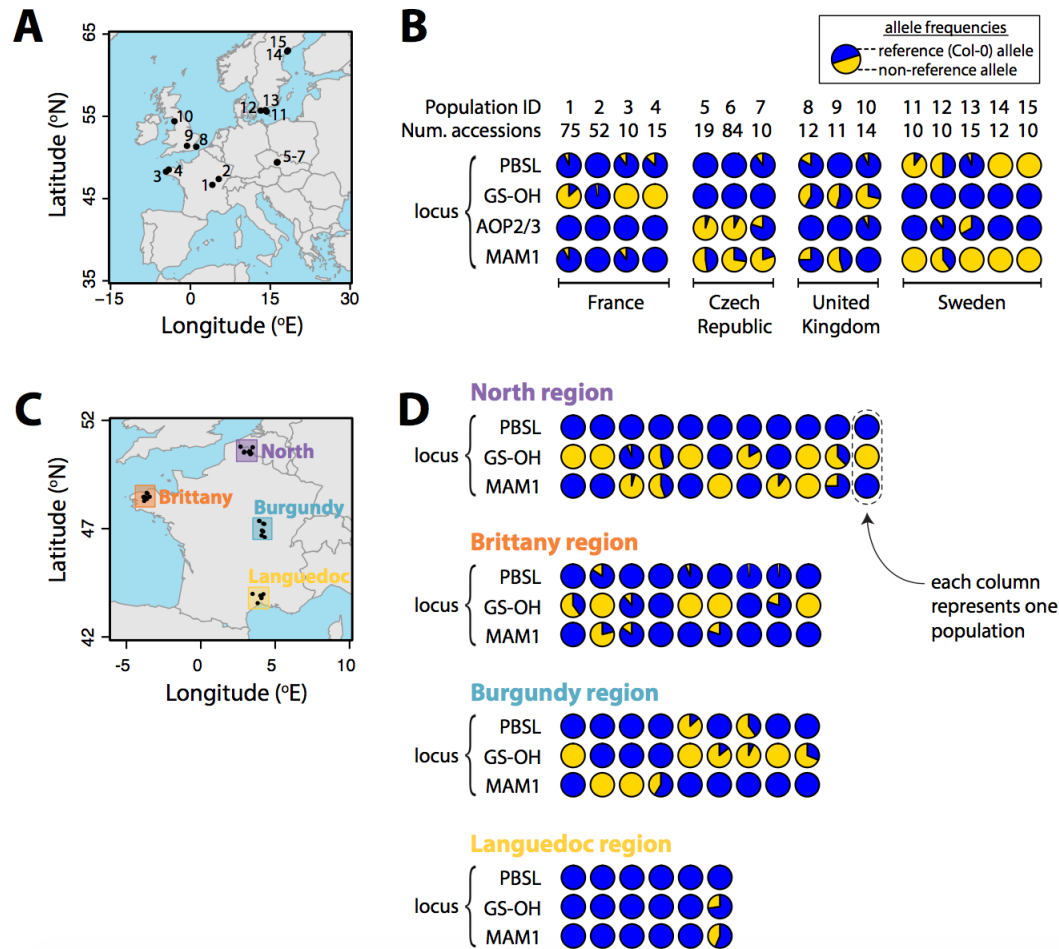 A
65
55
45
35
-15
0
15
30
Latitude (ºN)
Longitude (ºE)
15
14
13
12
11
10
9
8
5-7
3
4
2
1
B
allele frequencies
reference (Col-0) allele
non-reference allele
Population ID 1 2 3 4 5 6 7 8 9 10 11 12 13 14 15
Num. accessions 75 52 10 15 19 84 10 12 11 14 10 10 15 12 10
locus
PBSL
GS-OH
AOP2/3
MAM1
France
Czech
Republic
United
Kingdom
Sweden
C
52
47
42
-5
0
5
10
Latitude (ºN)
Longitude (ºE)
North
Brittany
Burgundy
Languedoc
D
North region
locus
PBSL
GS-OH
MAM1
each column
represents one
population
Brittany region
locus
PBSL
GS-OH
MAM1
Burgundy region
locus
PBSL
GS-OH
MAM1
Languedoc region
locus
PBSL
GS-OH
MAM1